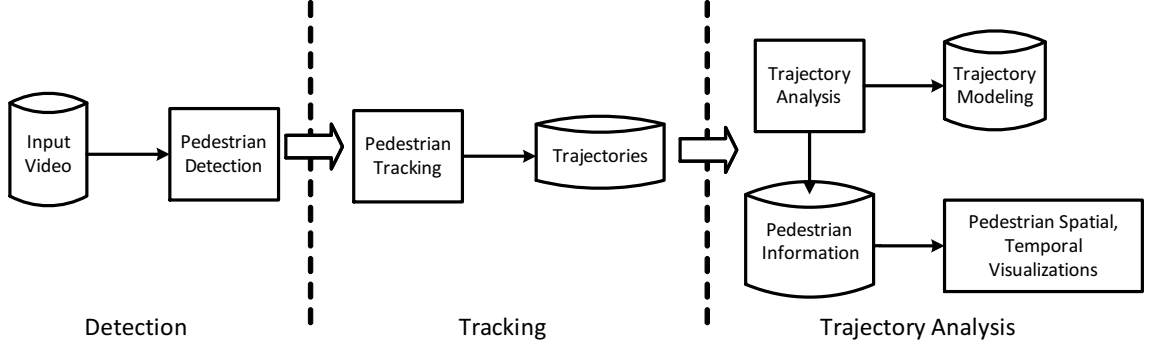 Input
Video
Pedestrian
Detection
Pedestrian
Tracking
Trajectories
Trajectory
Analysis
Trajectory
Modeling
Pedestrian
Information
Pedestrian Spatial,
Temporal
Visualizations
Detection
Tracking
Trajectory Analysis